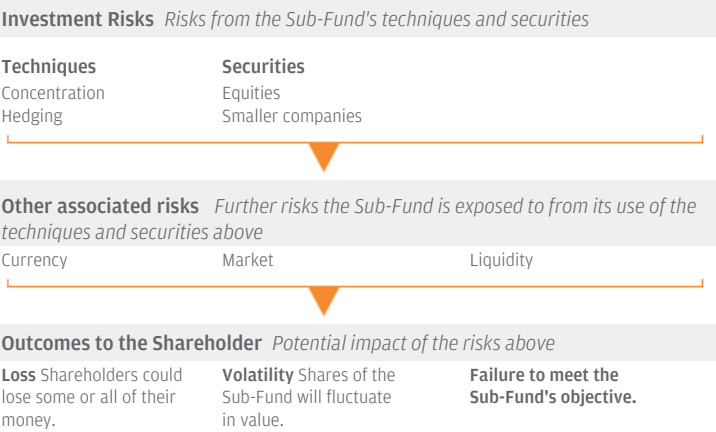 Investment Risks Risks from the Sub-Fund's techniques and securities
Techniques
Concentration
Hedging
Securities
Equities
Smaller companies
Other associated risks Further risks the Sub-Fund is exposed to from its use of the
techniques and securities above
Currency
Market
Liquidity
Outcomes to the Shareholder Potential impact of the risks above
Loss Shareholders could
lose some or all of their
money.
Volatility Shares of the
Sub-Fund will fluctuate
in value.
Failure to meet the
Sub-Fund's objective.